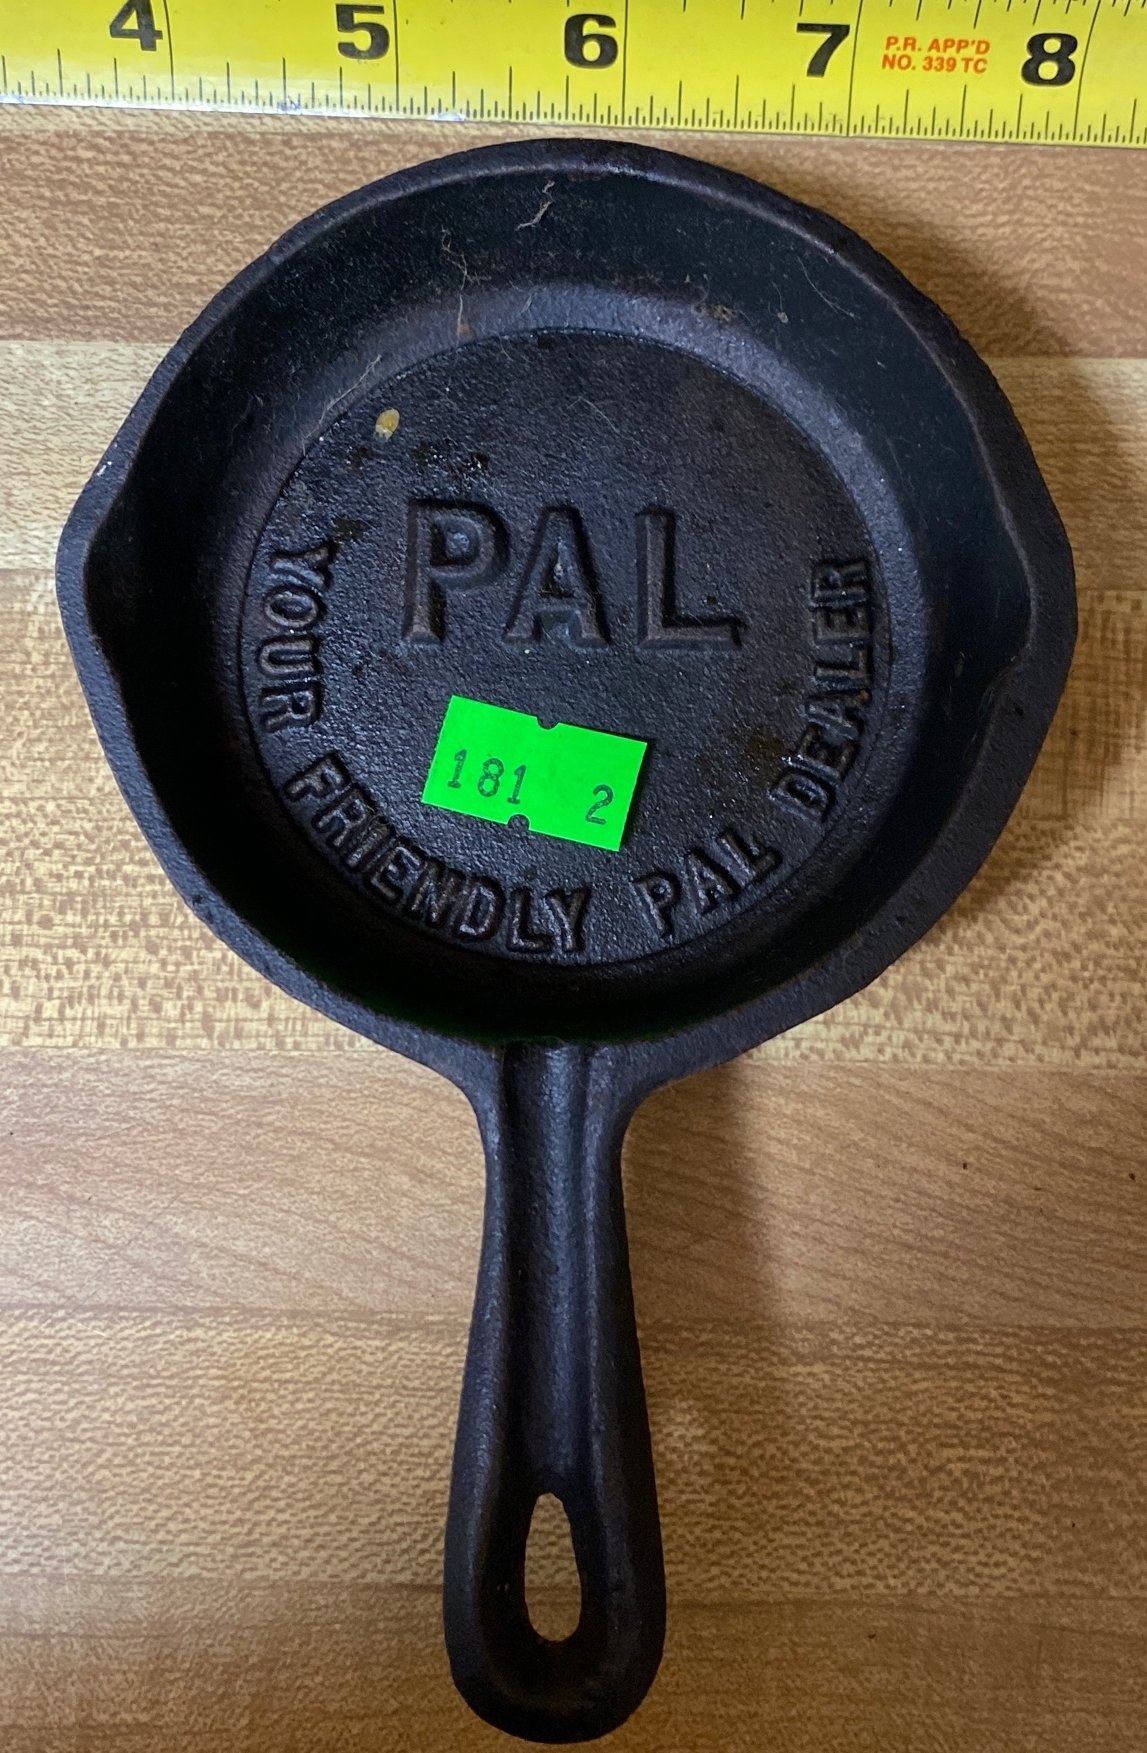 4 5 6 7 P.R. APP'D 8
NO. 339 TC
PAL
181 2
YOUR FRIENDLY PAL DEALER